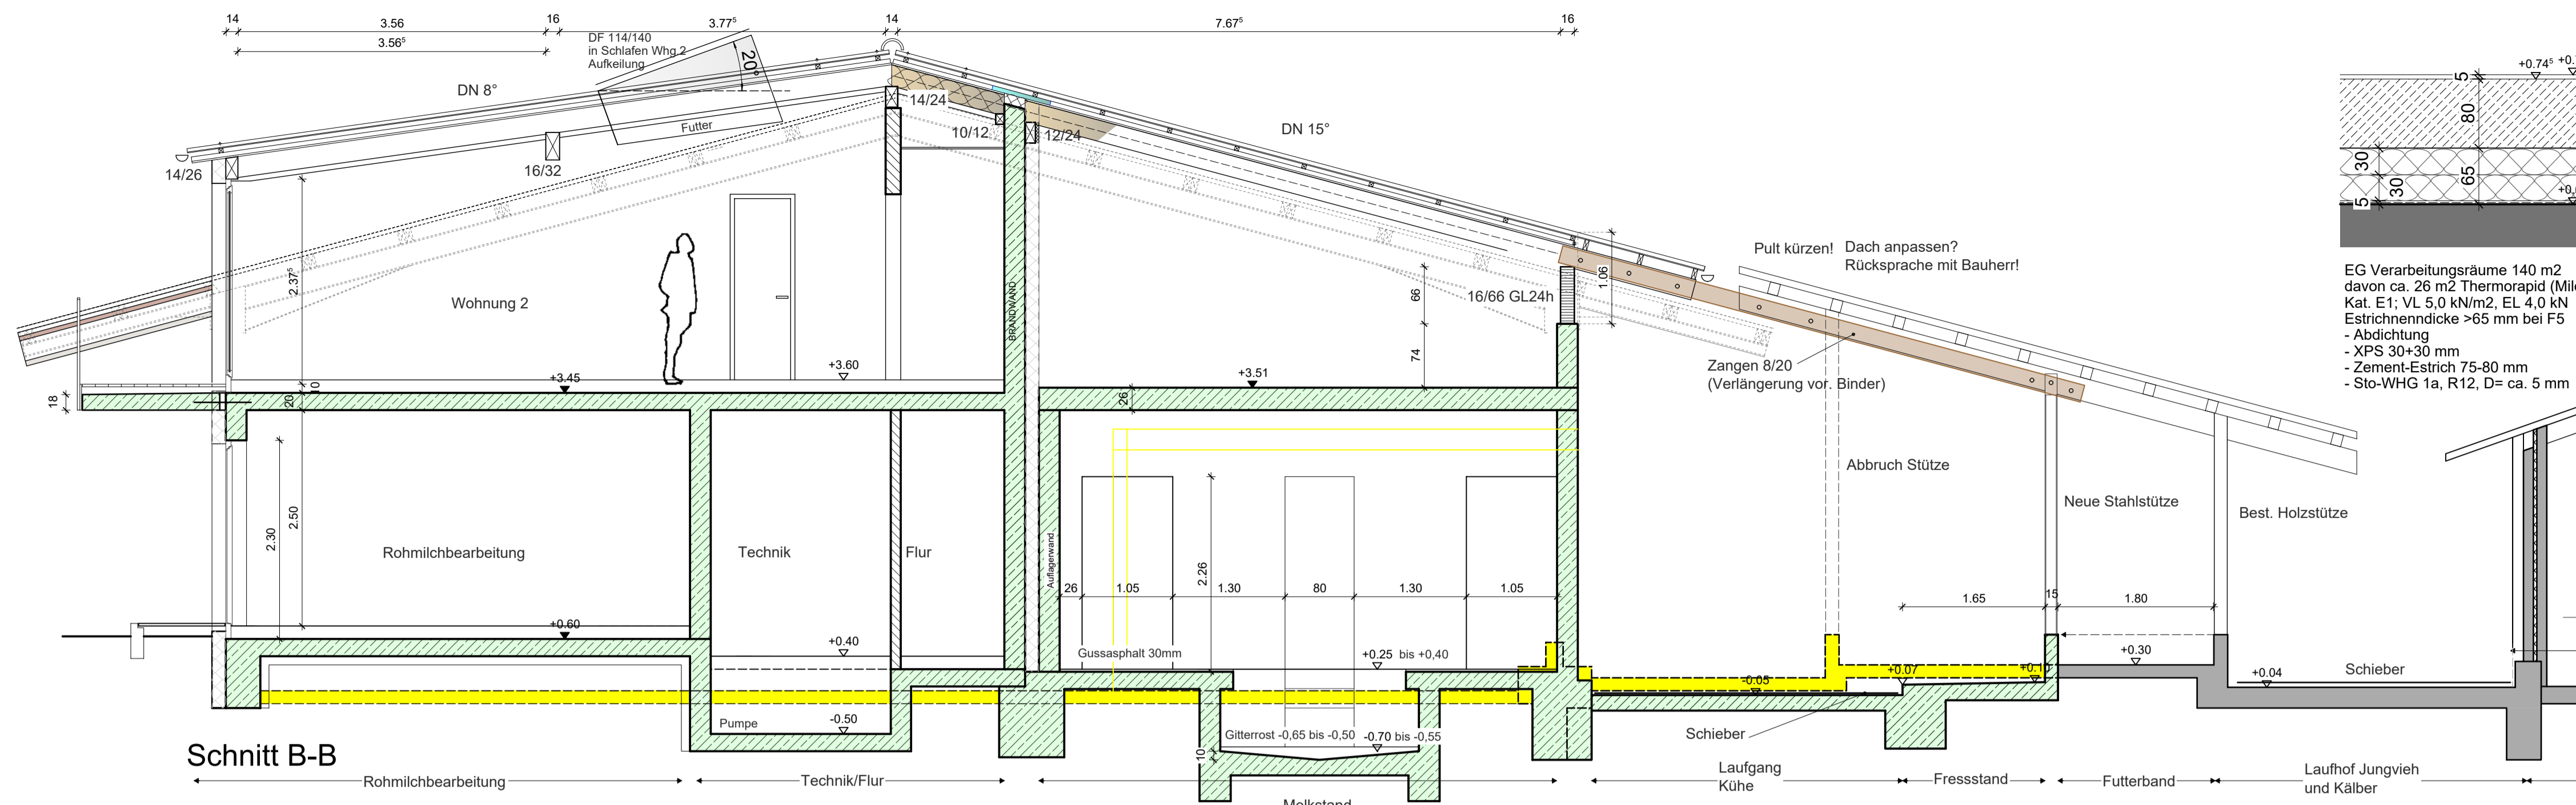 14
3.56
16
3.77⁵
14
7.67⁵
16
3.56⁵
DF 114/140
in Schlafen Whg.2
Aufkeilung
20°
DN 8°
Futter
14/24
10/12
12/24
DN 15°
14/26
16/32
2.37⁵
Wohnung 2
BRANDWAND
66
16/66 GL24h
1.06
74
Pult kürzen!
Dach anpassen?
Rücksprache mit Bauherr!
Zangen 8/20
(Verlängerung vor. Binder)
+3.60
+3.45
+3.51
18
10
20
26
2.30
2.50
Rohmilchbearbeitung
Technik
Flur
Auflagerwand
26
1.05
2.26
1.30
80
1.30
1.05
Abbruch Stütze
Neue Stahlstütze
Best. Holzstütze
1.65
15
1.80
+0.60
+0.40
Gussasphalt 30mm
+0.25 bis +0,40
-0.05
+0.07
+0.30
+0.04
Schieber
Pumpe
-0.50
Gitterrost -0,65 bis -0,50
-0.70 bis -0,55
10
Schieber
Schnitt B-B
Rohmilchbearbeitung
Technik/Flur
Melkstand
Laufgang
Kühe
Fressstand
Futterband
Laufhof Jungvieh
und Kälber
+0.74⁵
5
80
30
30
65
5
EG Verarbeitungsräume 140 m2
davon ca. 26 m2 Thermorapid
Kat. E1; VL 5,0 kN/m2, EL 4,0 kN
Estrichnenndicke >65 mm bei F5
- Abdichtung
- XPS 30+30 mm
- Zement-Estrich 75-80 mm
- Sto-WHG 1a, R12, D= ca. 5 mm